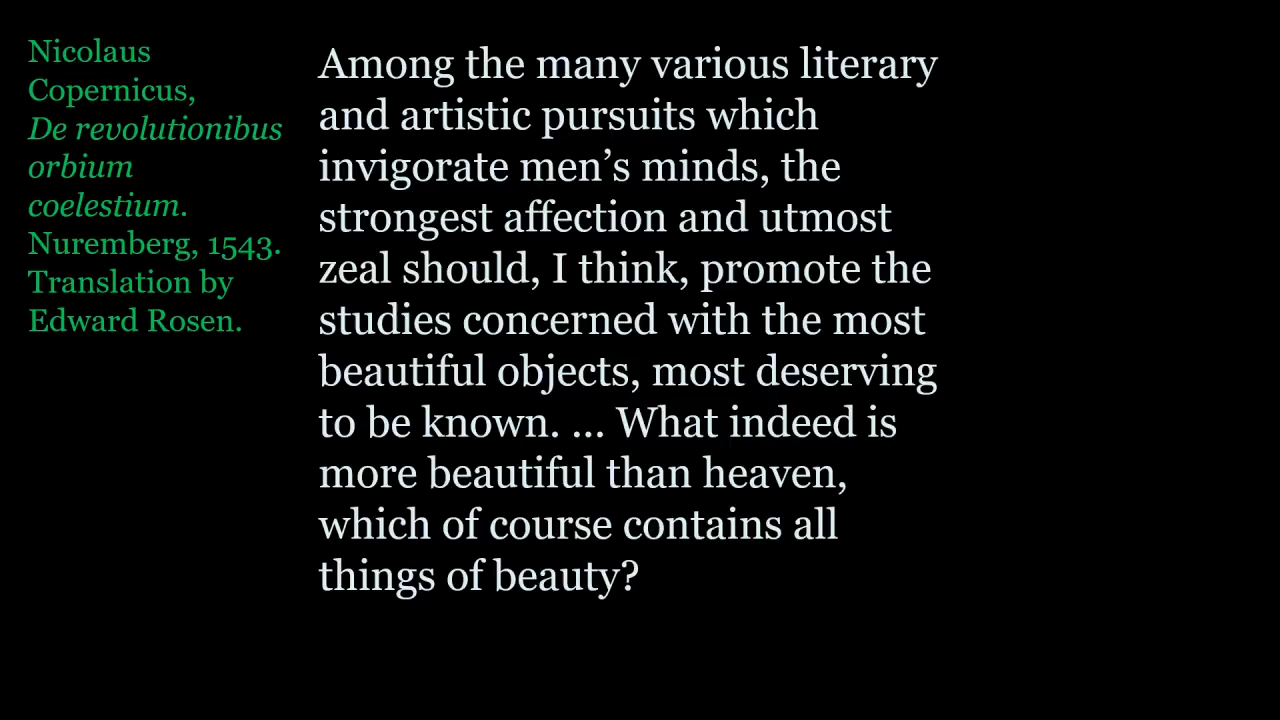 Nicolaus
Copernicus,
De revolutionibus
orbium
coelestium.
Nuremberg, 1543.
Translation by
Edward Rosen.
Among the many various literary
and artistic pursuits which
invigorate men’s minds, the
strongest affection and utmost
zeal should, I think, promote the
studies concerned with the most
beautiful objects, most deserving
to be known. ... What indeed is
more beautiful than heaven,
which of course contains all
things of beauty?